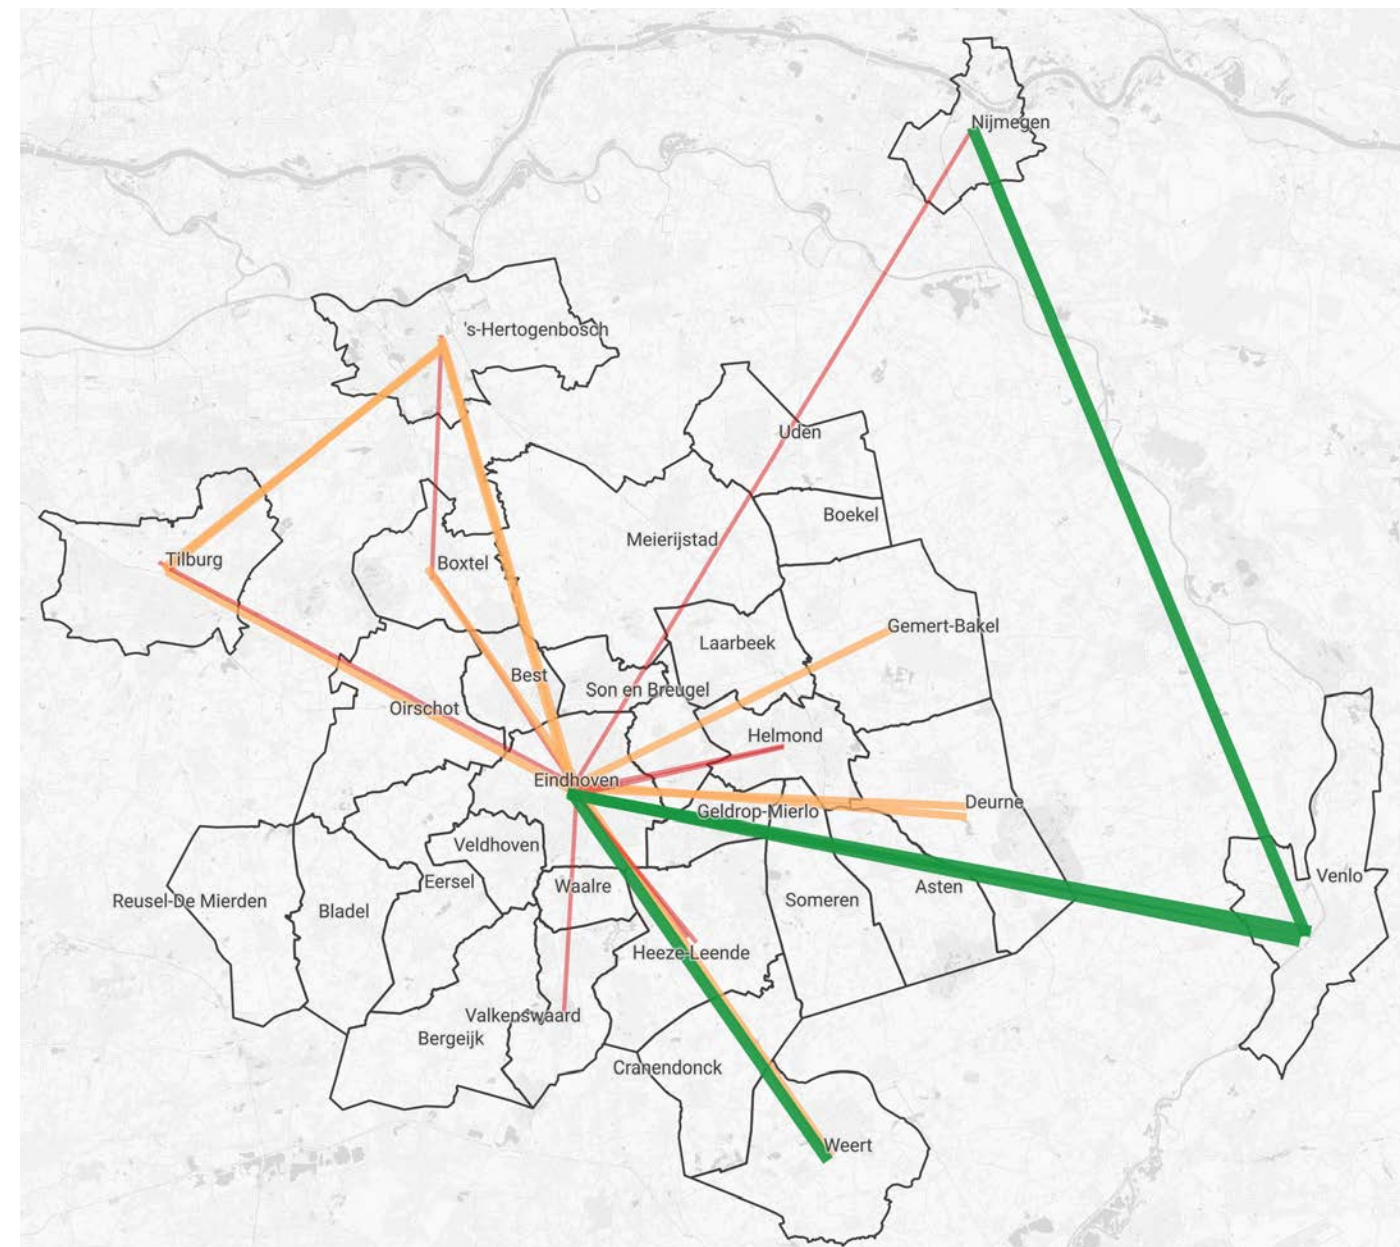 Nijmegen
's-Hertogenbosch
Uden
Boekel
Meierijstad
Tilburg
Boxtel
Gemert-Bakel
Laarbeek
Best
Son en Breugel
Oirschot
Helmond
Eindhoven
Deurne
Geldrop-Mierlo
Veldhoven
Venlo
Eersel
Waalre
Asten
Reusel-De Mierden
Bladel
Someren
Heeze-Leende
Valkenswaard
Bergeijk
Cranendonck
Weert